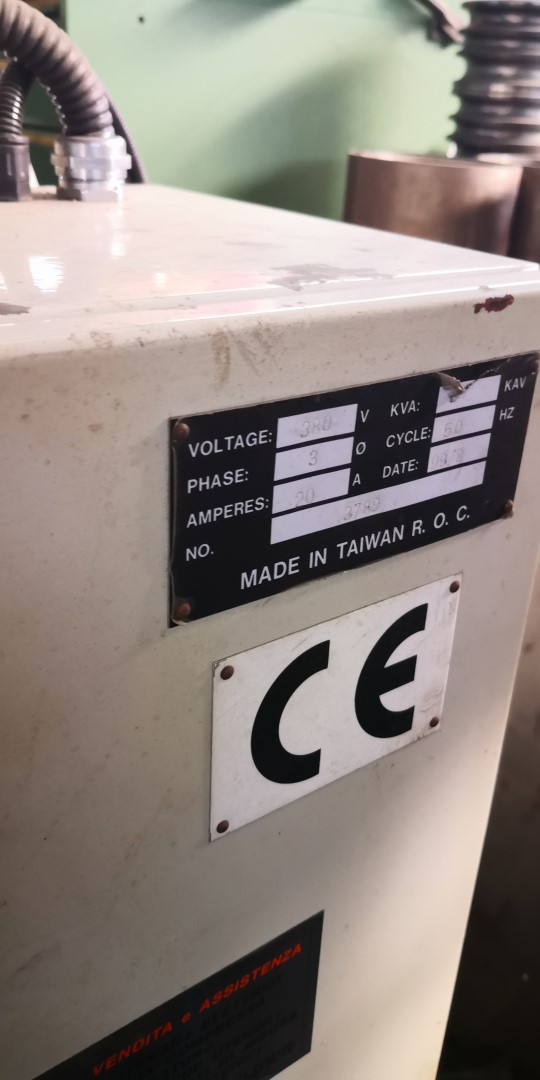 VOLTAGE: 380 V KVA: KAV
PHASE: 3 Ø CYCLE: 50 HZ
AMPERES: 20 A DATE:
NO. 3789
MADE IN TAIWAN R. O. C.
CE
VENDITA e ASSISTENZA